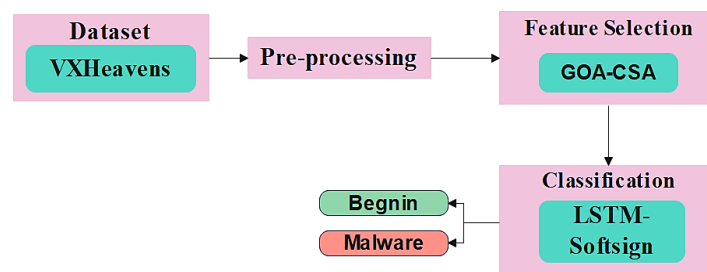 Dataset
VXHeavens
Pre-processing
Feature Selection
GOA-CSA
Classification
LSTM-
Softsign
Begnin
Malware